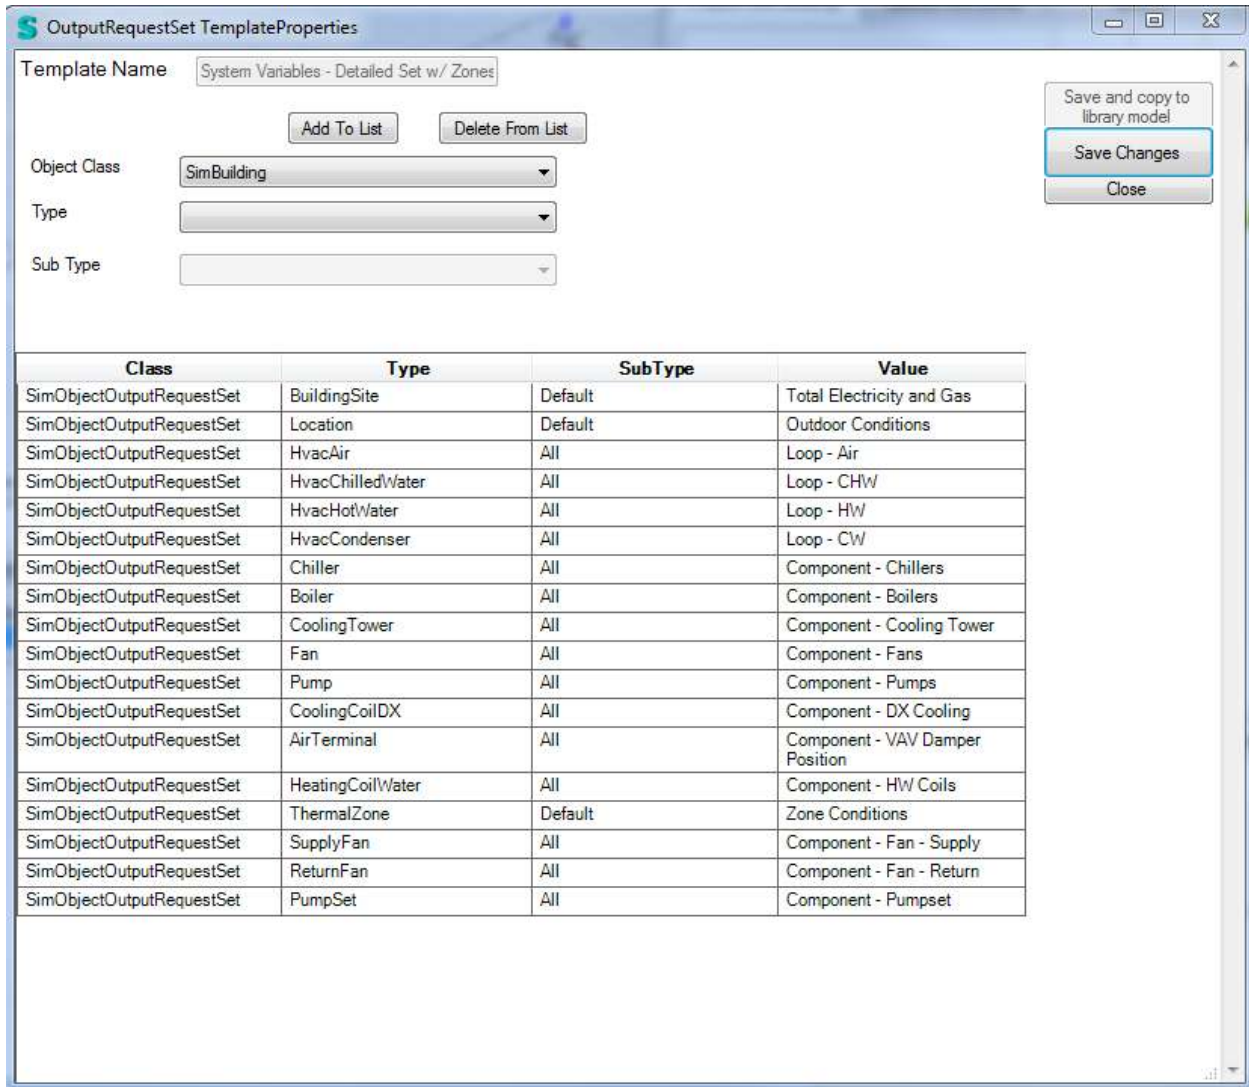 OutputRequestSet TemplateProperties
Template Name System Variables - Detailed Set w/ Zones
Save and copy to
library model
Add To List Delete From List
Save Changes
Object Class SimBuilding
Close
Type
Sub Type
Class Type SubType Value
SimObjectOutputRequestSet BuildingSite Default Total Electricity and Gas
SimObjectOutputRequestSet Location Default Outdoor Conditions
SimObjectOutputRequestSet HvacAir All Loop - Air
SimObjectOutputRequestSet HvacChilledWater All Loop - CHW
SimObjectOutputRequestSet HvacHotWater All Loop - HW
SimObjectOutputRequestSet HvacCondenser All Loop - CW
SimObjectOutputRequestSet Chiller All Component - Chillers
SimObjectOutputRequestSet Boiler All Component - Boilers
SimObjectOutputRequestSet CoolingTower All Component - Cooling Tower
SimObjectOutputRequestSet Fan All Component - Fans
SimObjectOutputRequestSet Pump All Component - Pumps
SimObjectOutputRequestSet CoolingCoilDX All Component - DX Cooling
SimObjectOutputRequestSet AirTerminal All Component - VAV Damper
Position
SimObjectOutputRequestSet HeatingCoilWater All Component - HW Coils
SimObjectOutputRequestSet ThermalZone Default Zone Conditions
SimObjectOutputRequestSet SupplyFan All Component - Fan - Supply
SimObjectOutputRequestSet ReturnFan All Component - Fan - Return
SimObjectOutputRequestSet PumpSet All Component - Pumpset